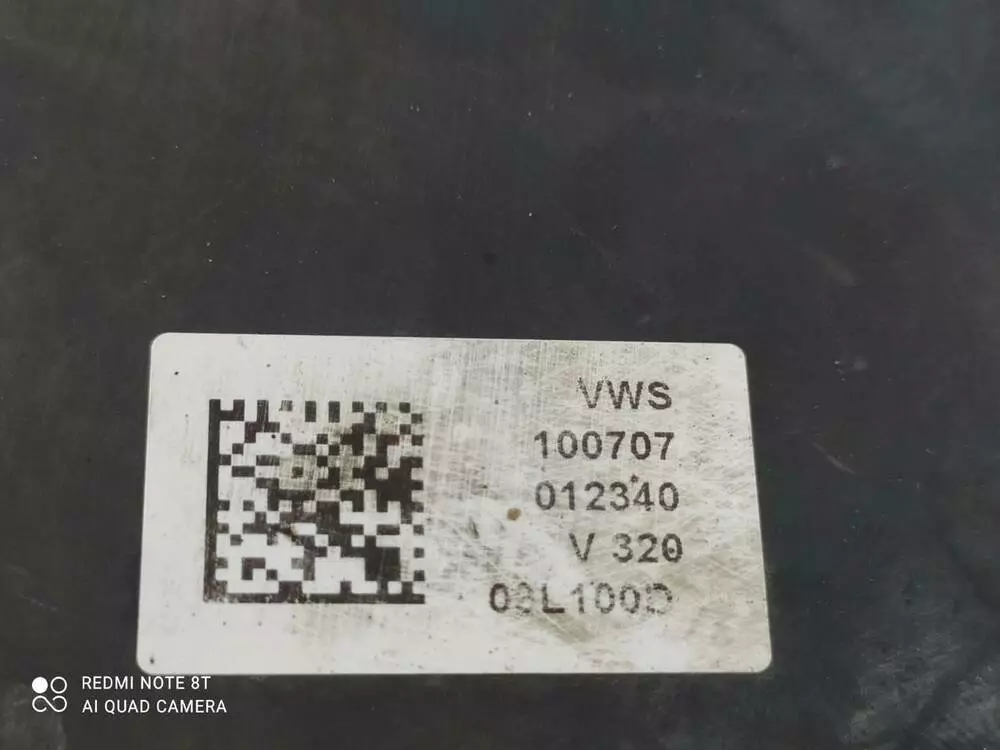 VWS
100707
012340
V 320
03L100D
REDMI NOTE 8T
AI QUAD CAMERA